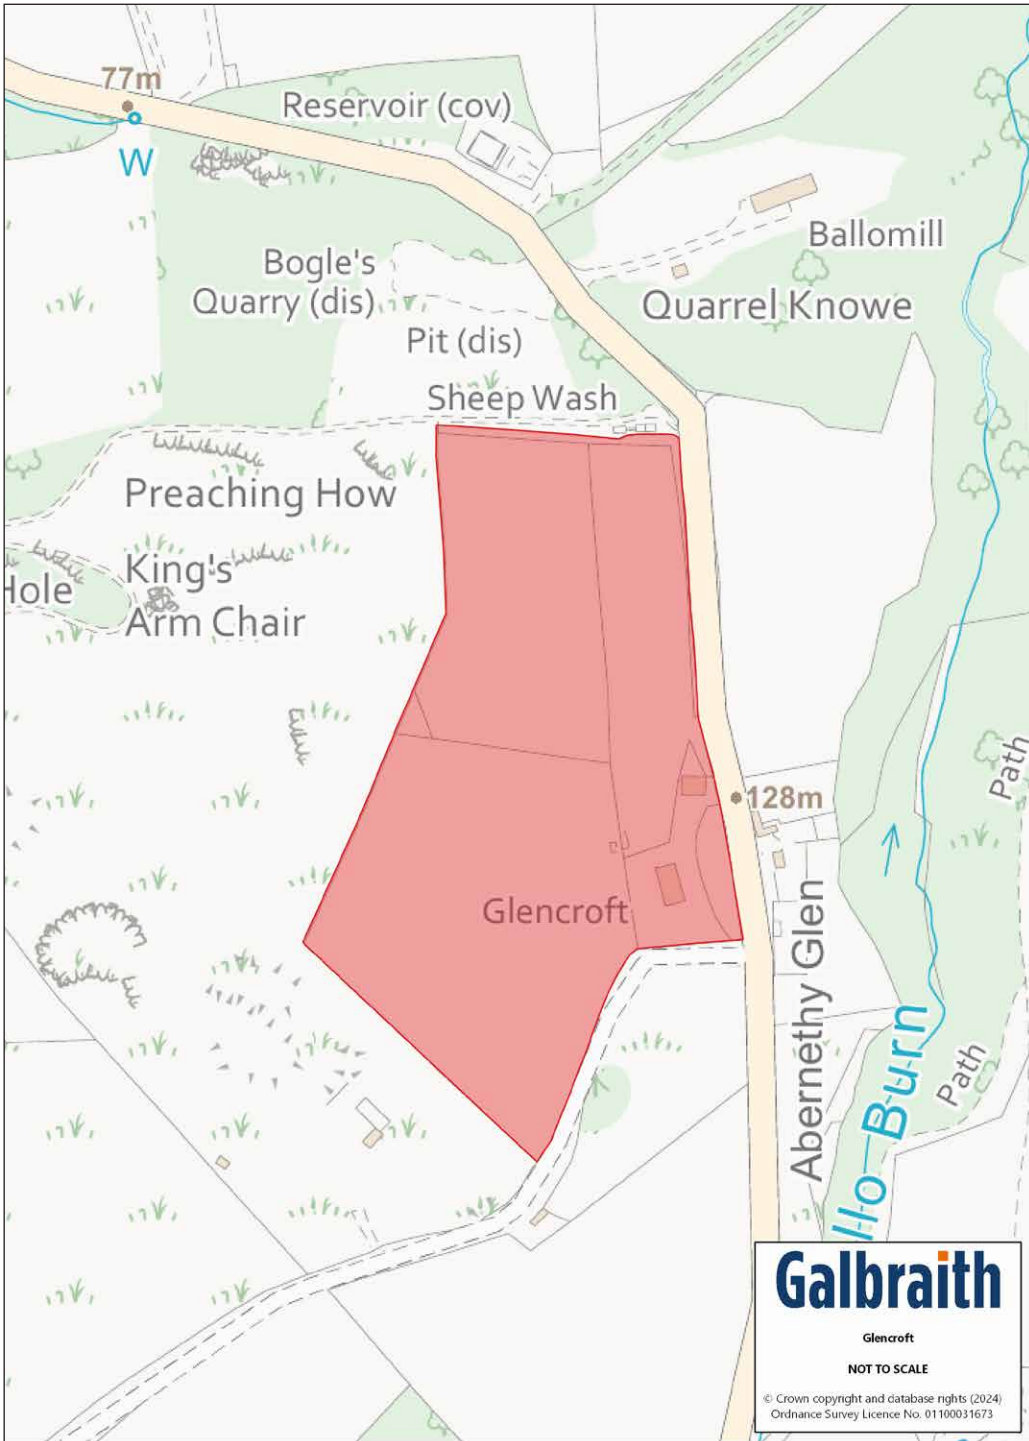 77m
Reservoir (cov)
W
Ballomill
Bogle's
Quarry (dis)
Quarrel Knowe
Pit (dis)
Sheep Wash
Preaching How
King's
Arm Chair
Hole
Path
128m
Glencroft
Abernethy Glen
Burn
Path
llo
Galbraith
Glencroft
NOT TO SCALE
© Crown copyright and database rights (2024)
Ordnance Survey Licence No. 01100031673